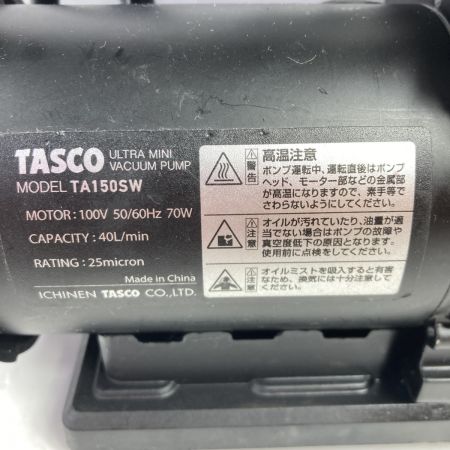 TASCO ULTRA MINI
VACUUM PUMP
MODEL TA150SW
MOTOR: 100V 50/60Hz 70W
CAPACITY: 40L/min
RATING: 25micron
Made in China
ICHINEN TASCO CO.,LTD.
警告
高温注意
ポンプ運転中、運転直後はポンプ
ヘッド、モーター部などの金属部
が高温になりますので、素手等で
さわらないようにしてください。
注意
オイルが汚れていたり、油量が適
当でない場合はポンプの故障や
真空度低下の原因となります。
使用前に点検をしてください。
注意
オイルミストを吸入すると有害
なため、換気には十分注意して
ください。